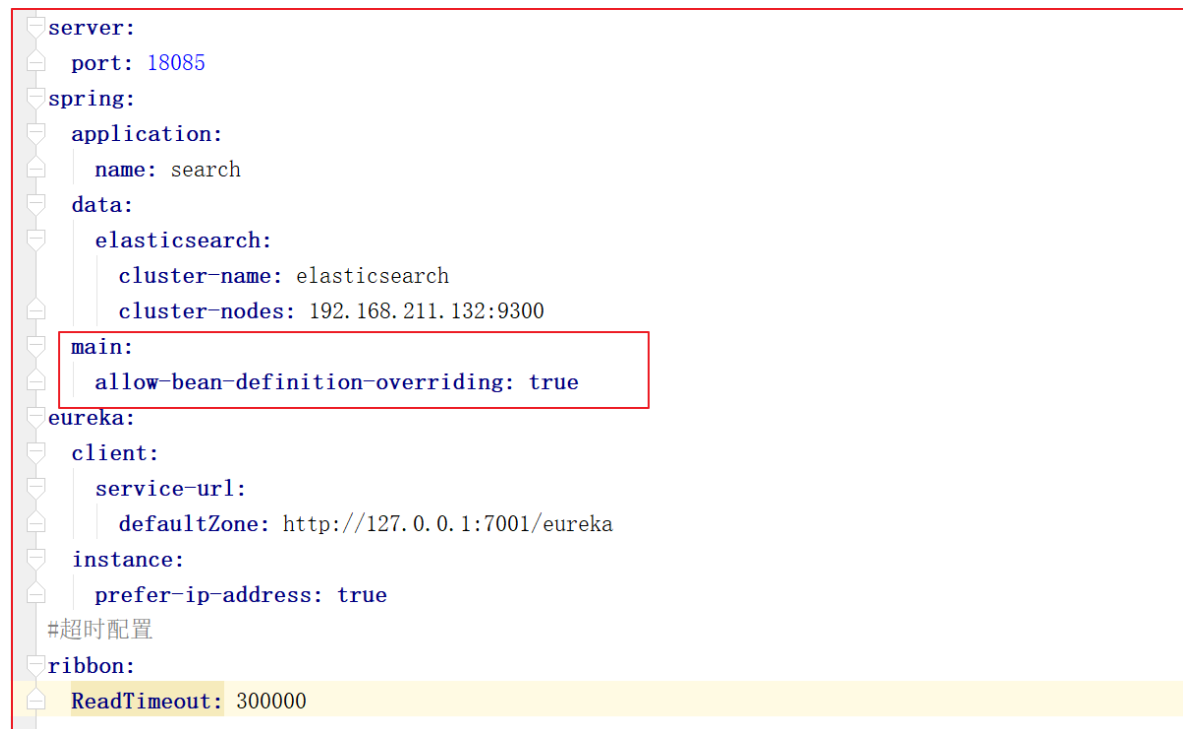 server:
  port: 18085
spring:
  application:
    name: search
  data:
    elasticsearch:
      cluster-name: elasticsearch
      cluster-nodes: 192.168.211.132:9300
  main:
    allow-bean-definition-overriding: true
eureka:
  client:
    service-url:
      defaultZone: http://127.0.0.1:7001/eureka
  instance:
    prefer-ip-address: true
#超时配置
ribbon:
  ReadTimeout: 300000